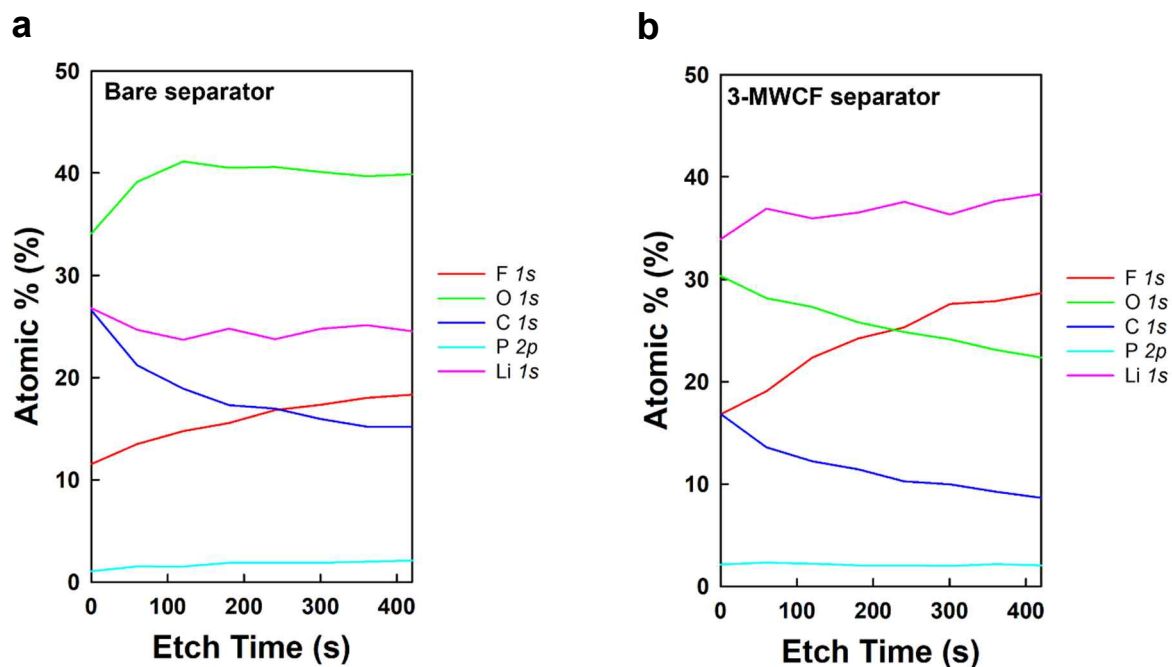 a
Bare separator
50
40
30
20
10
0
0 100 200 300 400
Atomic % (%)
Etch Time (s)
F 1s
O 1s
C 1s
P 2p
Li 1s
b
3-MWCF separator
50
40
30
20
10
0
0 100 200 300 400
Atomic % (%)
Etch Time (s)
F 1s
O 1s
C 1s
P 2p
Li 1s